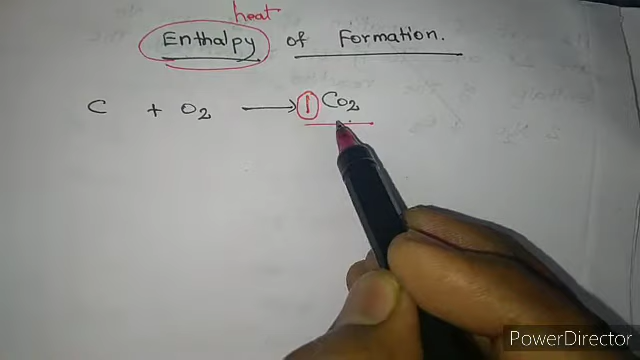 heat
Enthalpy of Formation.
C + O2 → 1 CO2
PowerDirector